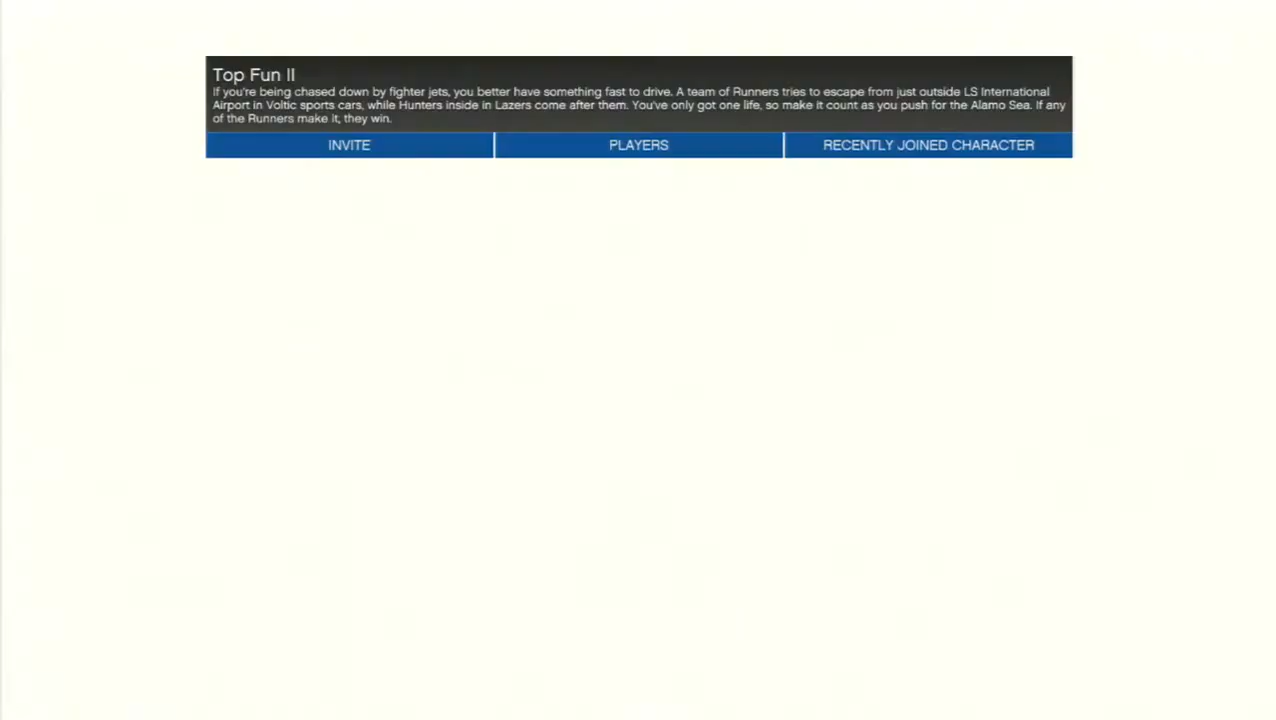 Top Fun II
If you're being chased down by fighter jets, you better have something fast to drive. A team of Runners tries to escape from just outside LS International
Airport in Voltic sports cars, while Hunters inside in Lazers come after them. You've only got one life, so make it count as you push for the Alamo Sea. If any
of the Runners make it, they win.
INVITE PLAYERS RECENTLY JOINED CHARACTER